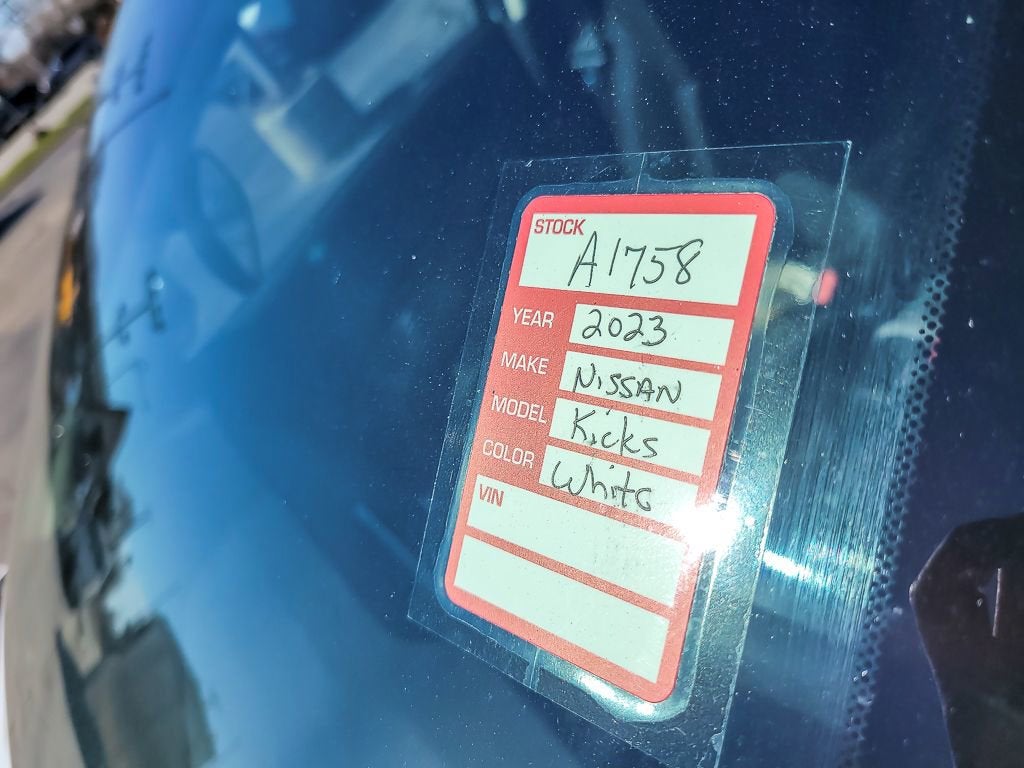 STOCK
A1758
YEAR 2023
MAKE NISSAN
MODEL Kicks
COLOR White
VIN